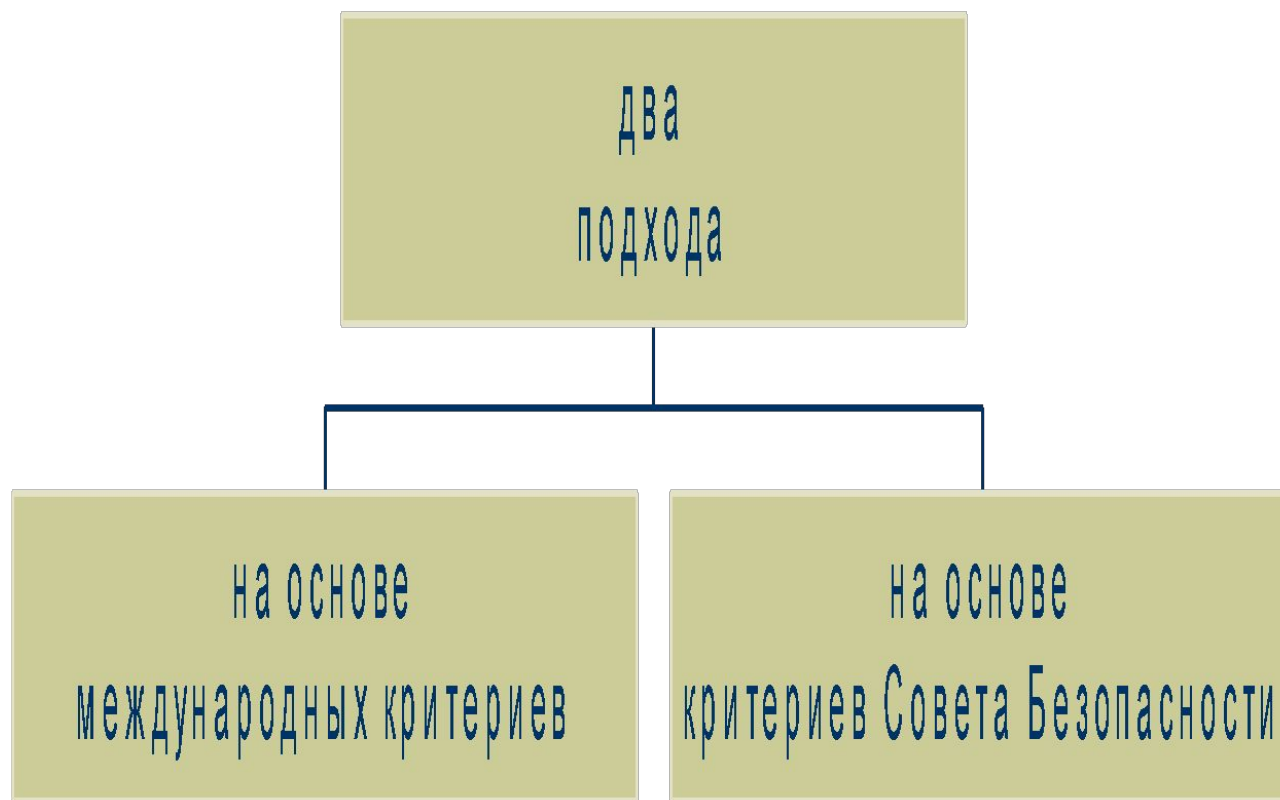 два
подхода
на основе
международных критериев
на основе
критериев Совета Безопасности